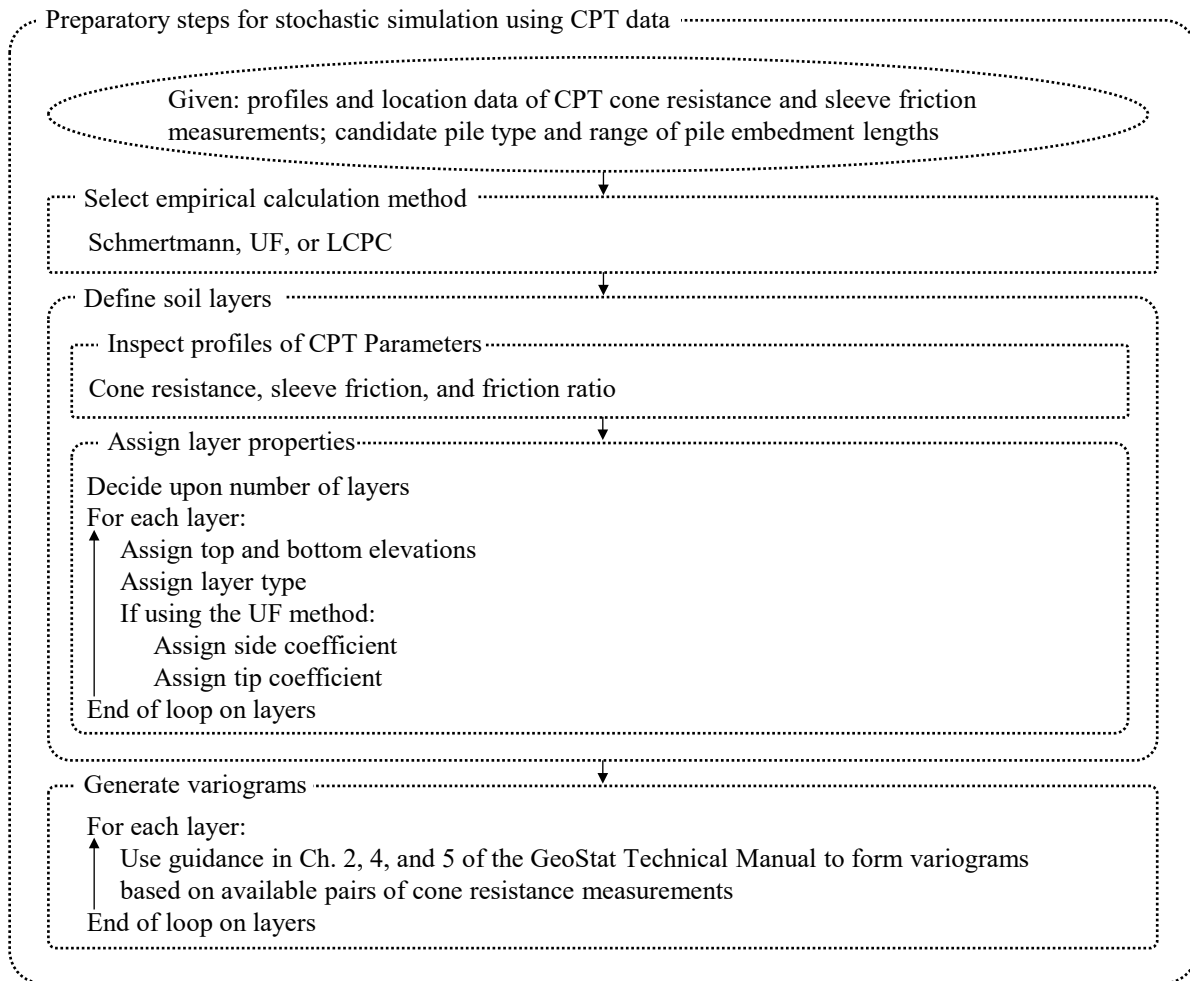 Preparatory steps for stochastic simulation using CPT data
Given: profiles and location data of CPT cone resistance and sleeve friction
measurements; candidate pile type and range of pile embedment lengths
Select empirical calculation method
Schmertmann, UF, or LCPC
Define soil layers
Inspect profiles of CPT Parameters
Cone resistance, sleeve friction, and friction ratio
Assign layer properties
Decide upon number of layers
For each layer:
Assign top and bottom elevations
Assign layer type
If using the UF method:
Assign side coefficient
Assign tip coefficient
End of loop on layers
Generate variograms
For each layer:
Use guidance in Ch. 2, 4, and 5 of the GeoStat Technical Manual to form variograms
based on available pairs of cone resistance measurements
End of loop on layers